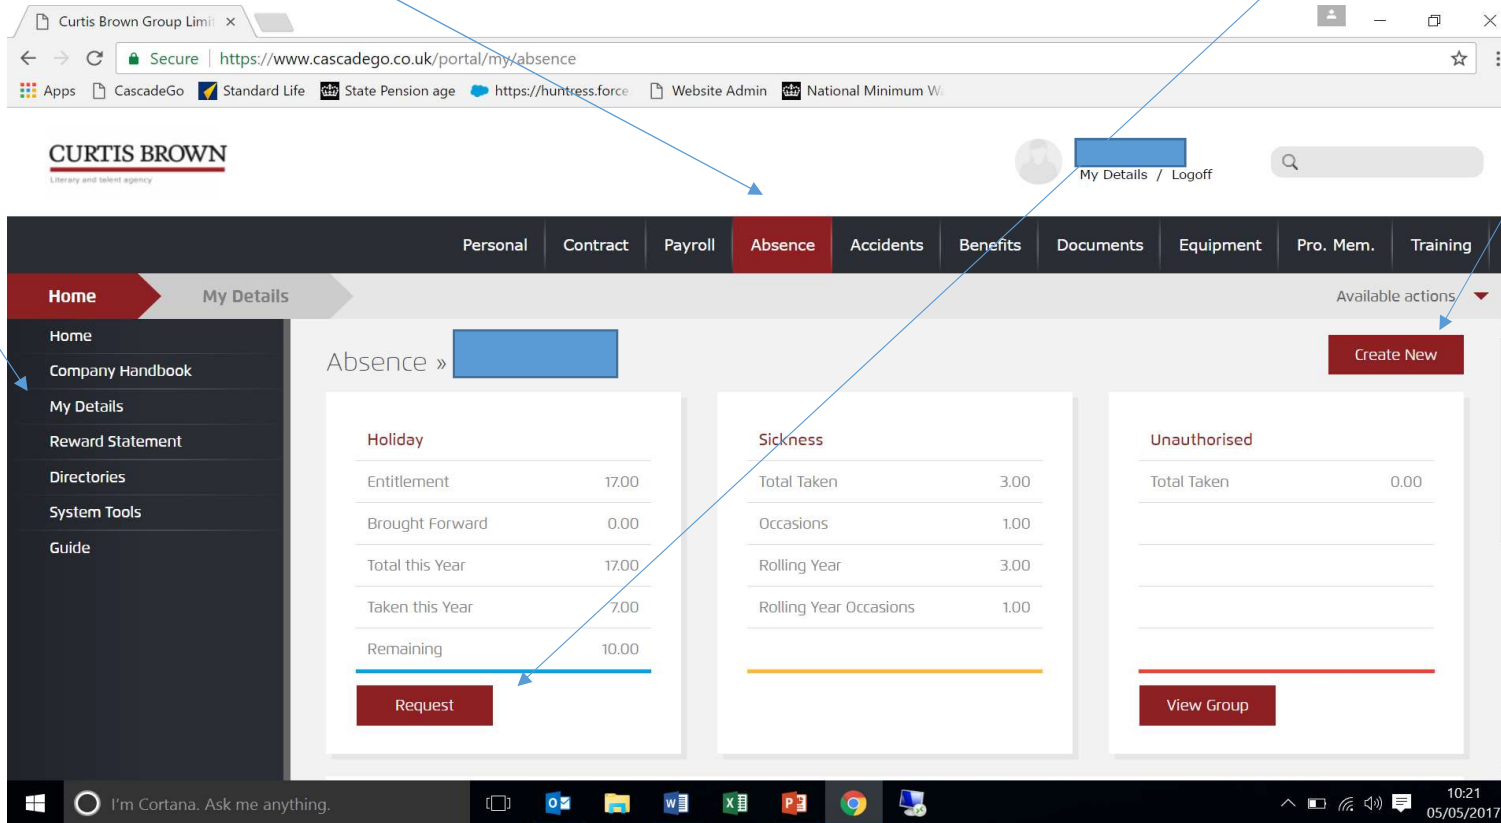 Curtis Brown Group Limi
Secure https://www.cascadego.co.uk/portal/my/absence
Apps CascadeGo Standard Life State Pension age https://huntress.force Website Admin National Minimum W
CURTIS BROWN
Literary and talent agency
My Details / Logoff
Personal Contract Payroll Absence Accidents Benefits Documents Equipment Pro. Mem. Training
Home My Details Available actions
Home
Company Handbook
My Details
Reward Statement
Directories
System Tools
Guide
Absence »
Create New
Holiday
Entitlement 17.00
Brought Forward 0.00
Total this Year 17.00
Taken this Year 7.00
Remaining 10.00
Request
Sickness
Total Taken 3.00
Occasions 1.00
Rolling Year 3.00
Rolling Year Occasions 1.00
Unauthorised
Total Taken 0.00
View Group
I'm Cortana. Ask me anything.
10:21
05/05/2017